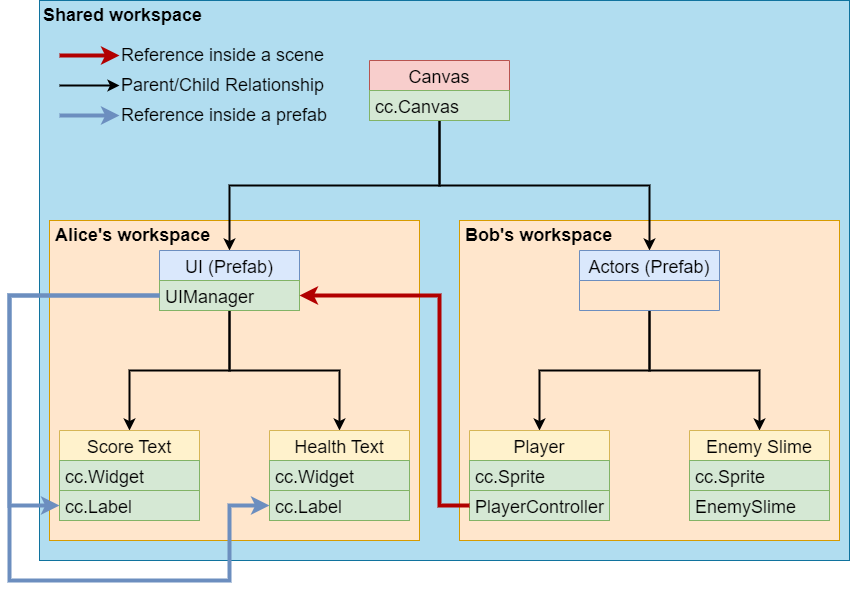 Shared workspace
Reference inside a scene
Parent/Child Relationship
Reference inside a prefab
Canvas
cc.Canvas
Alice's workspace
UI (Prefab)
UIManager
Score Text
cc.Widget
cc.Label
Health Text
cc.Widget
cc.Label
Bob's workspace
Actors (Prefab)
Player
cc.Sprite
PlayerController
Enemy Slime
cc.Sprite
EnemySlime